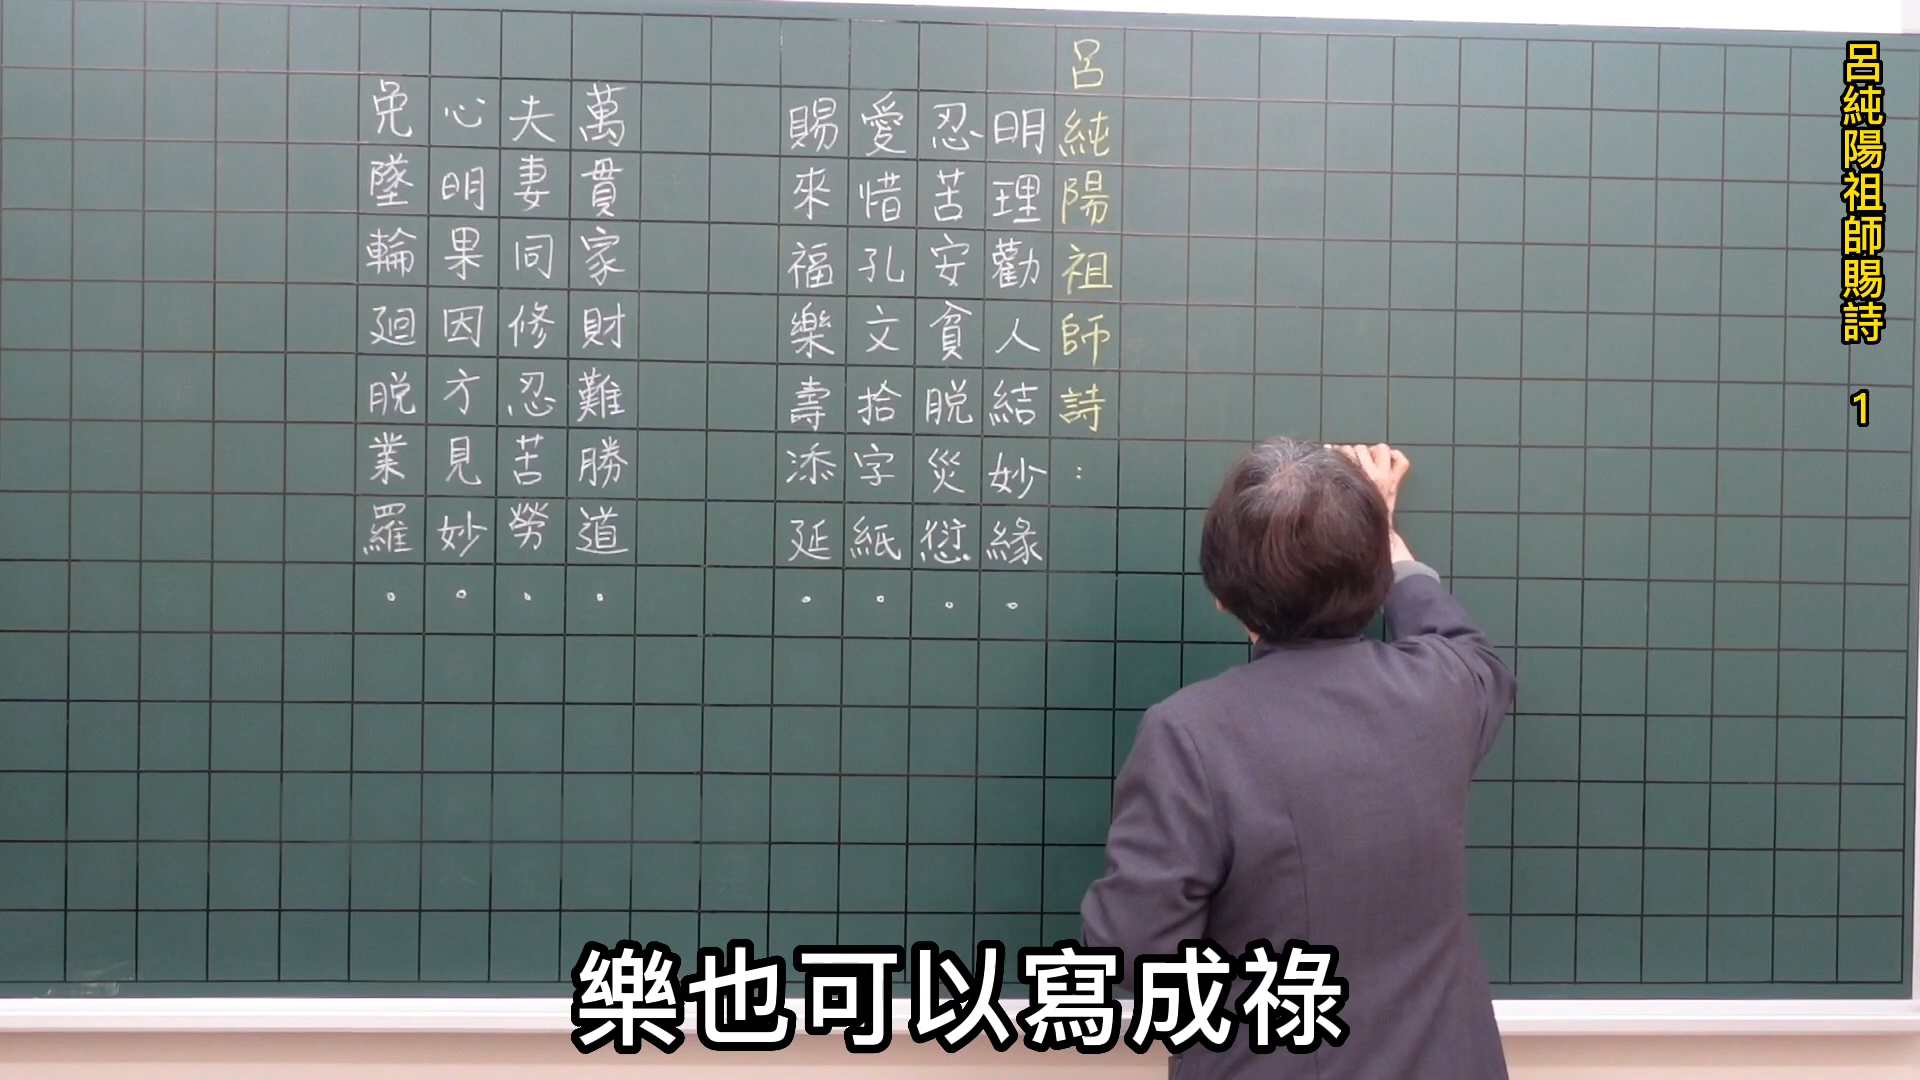 呂純陽祖師詩：
明理勸人結妙緣。
忍苦安貧脱災愆。
愛惜孔文拾字紙。
賜來福樂壽添延。
萬貫家財難勝道。
夫妻同修忍苦勞。
心明果因方見妙。
免墜輪廻脱業羅。
呂純陽祖師賜詩 1
樂也可以寫成祿